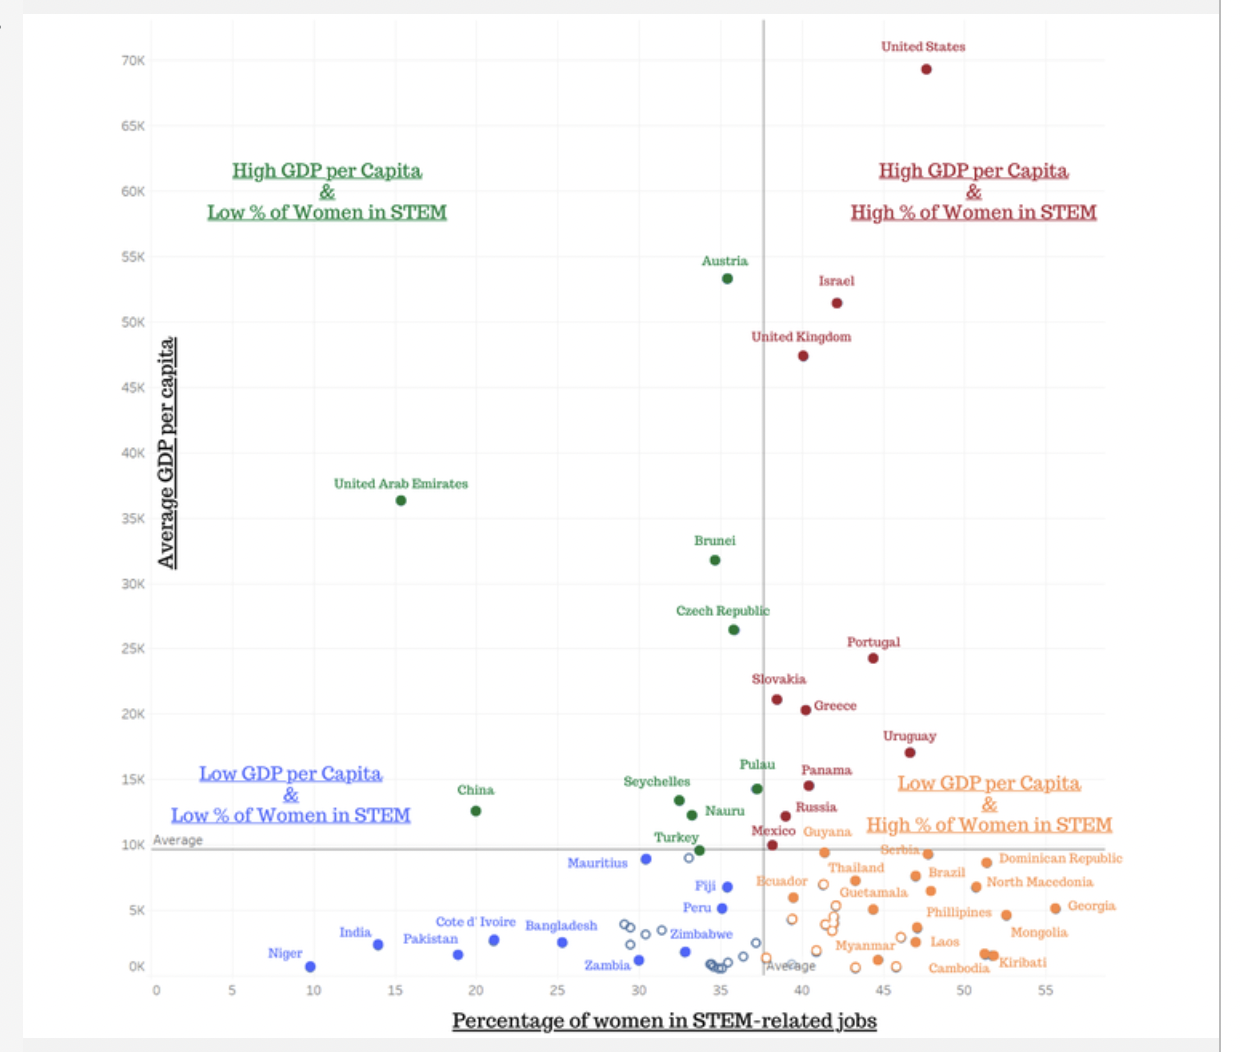 United States
70K
65K
High GDP per Capita
&
Low % of Women in STEM
High GDP per Capita
&
High % of Women in STEM
60K
55K
Austria
Israel
50K
United Kingdom
45K
Average GDP per capita
40K
United Arab Emirates
35K
Brunei
30K
Czech Republic
25K
Portugal
Slovakia
Greece
20K
Uruguay
Pulau
Panama
15K
Low GDP per Capita
&
Low % of Women in STEM
Low GDP per Capita
&
High % of Women in STEM
China
Seychelles
Nauru
Russia
Mexico
Guyana
Turkey
10K
Average
Serbia
Mauritius
Dominican Republic
Thailand
Brazil
Ecuador
North Macedonia
Fiji
Guetamala
Peru
Georgia
5K
Phillipines
Cote d' Ivoire
Bangladesh
India
Pakistan
Zimbabwe
Mongolia
Laos
Myanmar
Niger
Zambia
Kiribati
Cambodia
0K
Average
0 5 10 15 20 25 30 35 40 45 50 55
Percentage of women in STEM-related jobs